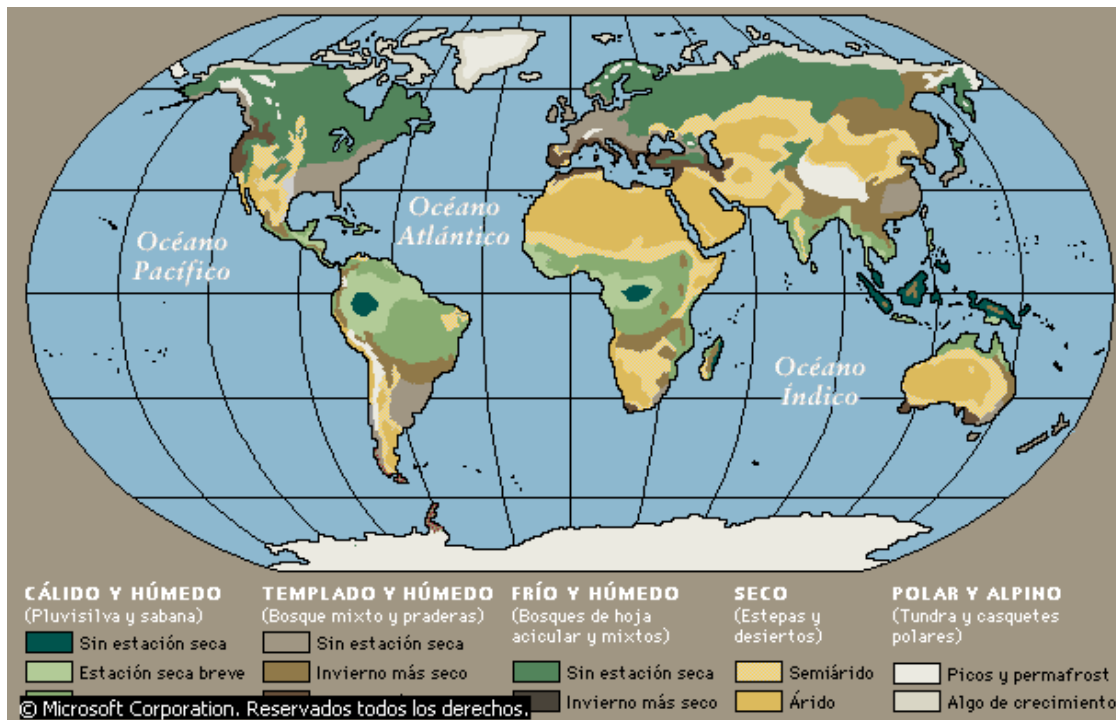 Océano
Atlántico
Océano
Pacífico
Océano
Índico
CÁLIDO Y HÚMEDO
(Pluvisilva y sabana)
Sin estación seca
Estación seca breve
TEMPLADO Y HÚMEDO
(Bosque mixto y praderas)
Sin estación seca
Invierno más seco
FRÍO Y HÚMEDO
(Bosques de hoja
acicular y mixtos)
Sin estación seca
Invierno más seco
SECO
(Estepas y
desiertos)
Semiárido
Árido
POLAR Y ALPINO
(Tundra y casquetes
polares)
Picos y permafrost
Algo de crecimiento
© Microsoft Corporation. Reservados todos los derechos.